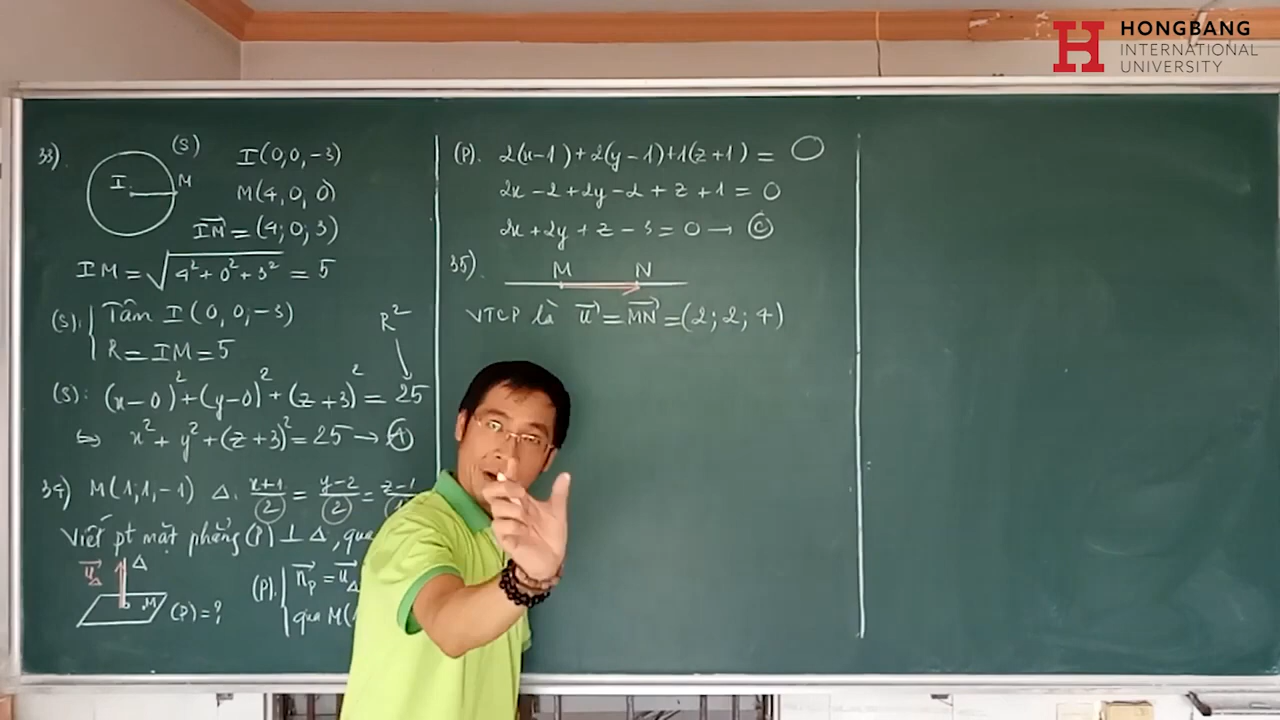 HONGBANG
INTERNATIONAL
UNIVERSITY
33).
(S)
I
M
I(0,0,-3)
M(4,0,0)
IM = (4; 0; 3)
IM = √4² + 0² + 3² = 5
(S): Tâm I(0,0,-3)
R = IM = 5
R²
(S): (x-0)² + (y-0)² + (z+3)² = 25
⇔ x² + y² + (z+3)² = 25 → A
34) M(1;1,-1) Δ: x+1/2 = y-2/2 = z-1
Viết pt mặt phẳng (P) ⊥ Δ, qua
u Δ
Δ
M
(P) = ?
(P): n P = u Δ
qua M(
(P): 2(x-1)+2(y-1)+1(z+1) = 0
2x - 2 + 2y - 2 + z + 1 = 0
2x + 2y + z - 3 = 0 → C
35).
M N
VTCP là u = MN = (2; 2; 4)